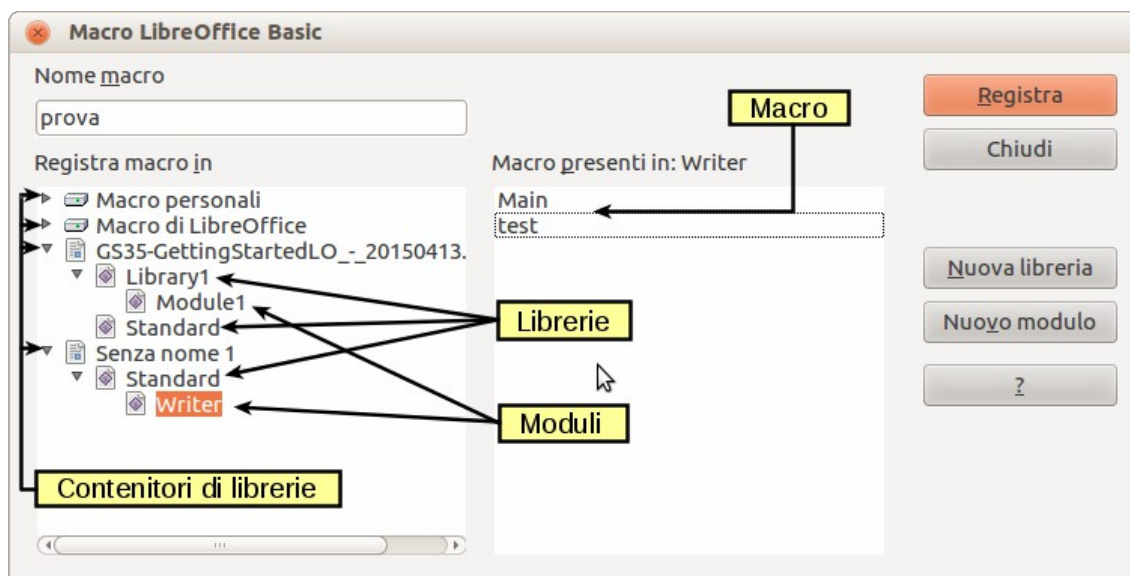 Macro LibreOffice Basic
Nome macro
prova
Registra macro in
Macro personali
Macro di LibreOffice
GS35-GettingStartedLO_-_20150413.
Library1
Module1
Standard
Senza nome 1
Standard
Writer
Contenitori di librerie
Macro
Macro presenti in: Writer
Main
test
Librerie
Moduli
Registra
Chiudi
Nuova libreria
Nuovo modulo
?